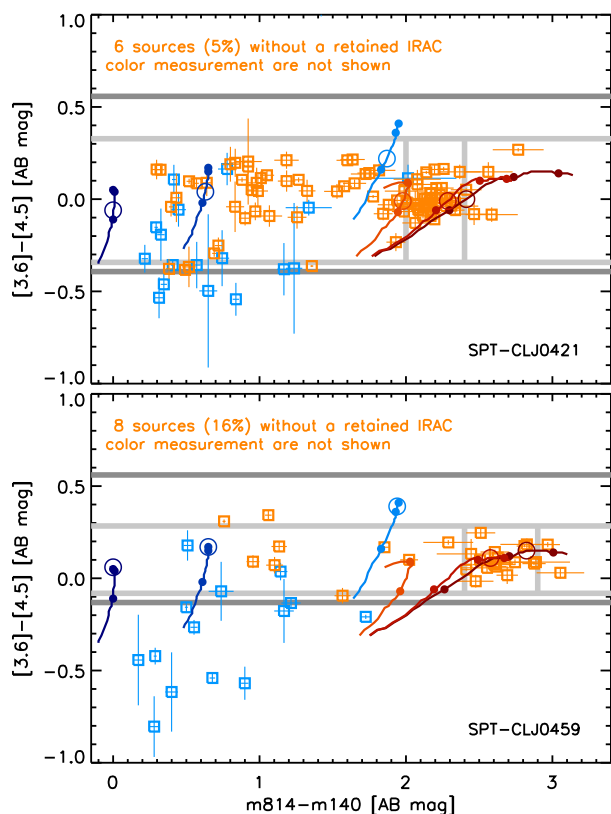 1.0
6 sources (5%) without a retained IRAC
color measurement are not shown
0.5
[3.6]-[4.5] [AB mag]
0.0
-0.5
SPT-CLJ0421
-1.0
1.0
8 sources (16%) without a retained IRAC
color measurement are not shown
0.5
[3.6]-[4.5] [AB mag]
0.0
-0.5
SPT-CLJ0459
-1.0
0 1 2 3
m814-m140 [AB mag]